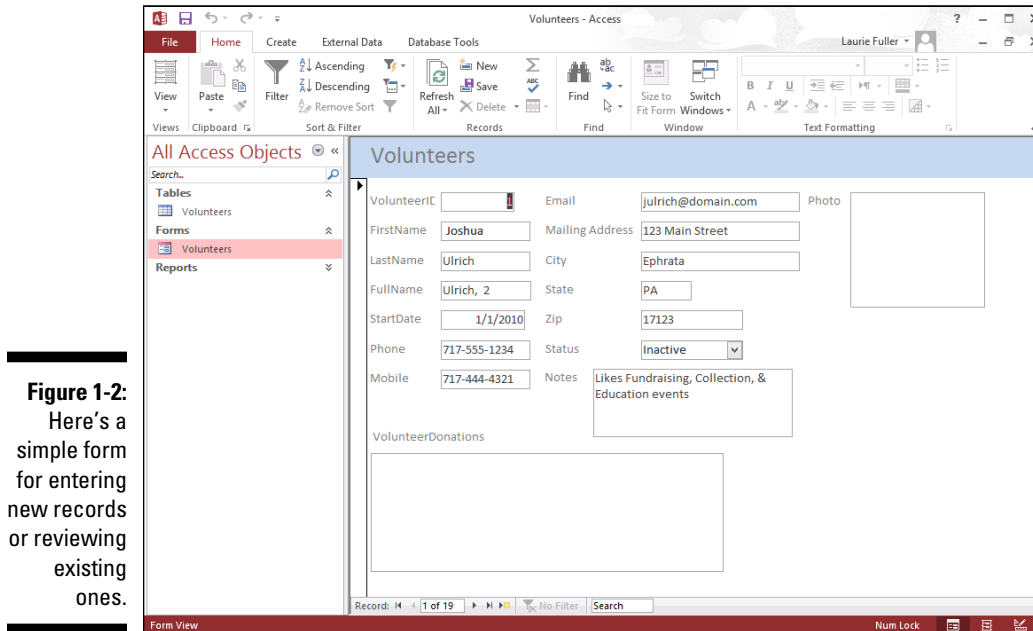 Volunteers - Access
?
File Home Create External Data Database Tools
Laurie Fuller
View
Paste
Filter
Ascending
Descending
Remove Sort
Refresh
All
New
Save
Delete
Find
Size to
Fit Form
Switch
Windows
B I U
A
Views Clipboard Sort & Filter Records Find Window Text Formatting
All Access Objects
Search...
Tables
Volunteers
Forms
Volunteers
Reports
Volunteers
VolunteerID 1 Email julrich@domain.com Photo
FirstName Joshua Mailing Address 123 Main Street
LastName Ulrich City Ephrata
FullName Ulrich, 2 State PA
StartDate 1/1/2010 Zip 17123
Phone 717-555-1234 Status Inactive
Mobile 717-444-4321 Notes Likes Fundraising, Collection, &
Education events
VolunteerDonations
Record: 1 of 19 No Filter Search
Form View Num Lock
Figure 1-2:
Here's a
simple form
for entering
new records
or reviewing
existing
ones.